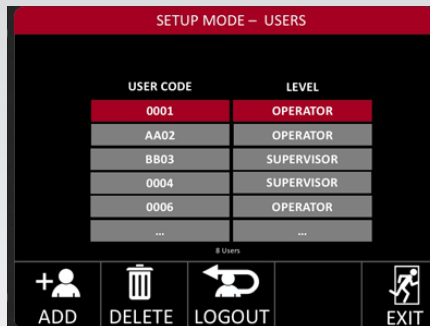 SETUP MODE – USERS
USER CODE LEVEL
0001 OPERATOR
AA02 OPERATOR
BB03 SUPERVISOR
0004 SUPERVISOR
0006 OPERATOR
... ...
8 Users
ADD DELETE LOGOUT EXIT